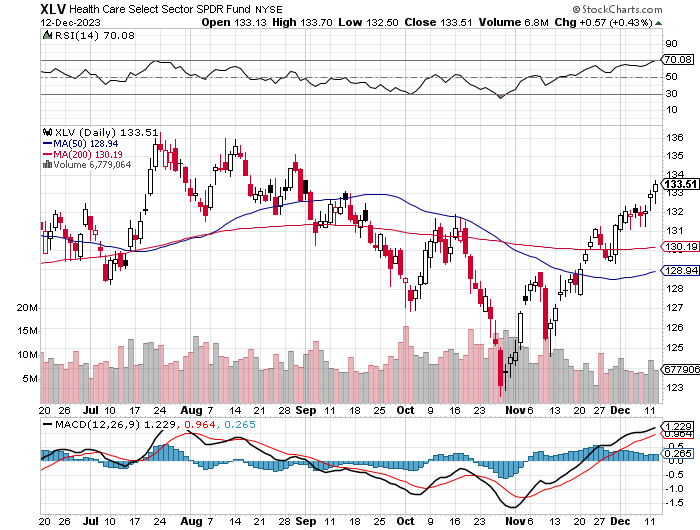 XLV Health Care Select Sector SPDR Fund NYSE © StockCharts.com
12-Dec-2023 Open 133.13 High 133.70 Low 132.50 Close 133.51 Volume 6.8M Chg +0.57 (+0.43%)
RSI(14) 70.08
90
70.08
50
30
10
XLV (Daily) 133.51
MA(50) 128.94
MA(200) 130.19
Volume 6,779,064
136
135
134
133.51
132
131
130.19
128.94
128
127
126
125
123
677906
20M
15M
10M
5M
20 26 Jul 10 17 24 Aug 7 14 21 28 Sep 11 18 25 Oct 9 16 23 Nov 6 13 20 27 Dec 11
MACD(12,26,9) 1.229, 0.964, 0.265
1.229
0.964
0.265
0.0
-0.5
-1.0
-1.5
20 26 Jul 10 17 24 Aug 7 14 21 28 Sep 11 18 25 Oct 9 16 23 Nov 6 13 20 27 Dec 11